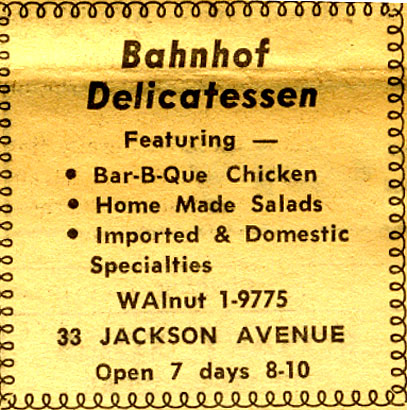 Bahnhof
Delicatessen
Featuring —
• Bar-B-Que Chicken
• Home Made Salads
• Imported & Domestic
Specialties
WAlnut 1-9775
33 JACKSON AVENUE
Open 7 days 8-10